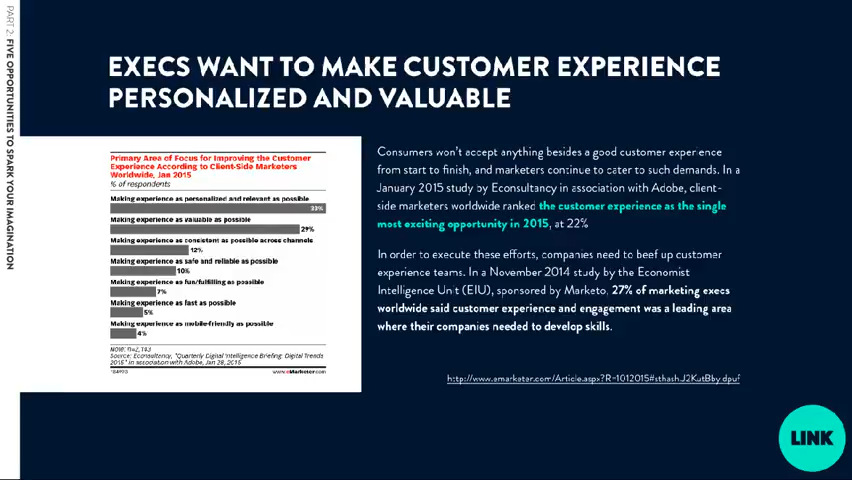 PART 2: FIVE OPPORTUNITIES TO SPARK YOUR IMAGINATION
EXECS WANT TO MAKE CUSTOMER EXPERIENCE
PERSONALIZED AND VALUABLE
Primary Area of Focus for Improving the Customer
Experience According to Client-Side Marketers
Worldwide, Jan 2015
% of respondents
Making experience as personalized and relevant as possible
33%
Making experience as valuable as possible
29%
Making experience as consistent as possible across channels
12%
Making experience as safe and reliable as possible
10%
Making experience as fun/fulfilling as possible
7%
Making experience as fast as possible
5%
Making experience as mobile-friendly as possible
4%
Source: Econsultancy, "Quarterly Digital Intelligence Briefing: Digital Trends
2015" in association with Adobe, Jan 28, 2015
www.eMarketer.com
Consumers won't accept anything besides a good customer experience
from start to finish, and marketers continue to cater to such demands. In a
January 2015 study by Econsultancy in association with Adobe, client-
side marketers worldwide ranked the customer experience as the single
most exciting opportunity in 2015, at 22%
In order to execute these efforts, companies need to beef up customer
experience teams. In a November 2014 study by the Economist
Intelligence Unit (EIU), sponsored by Marketo, 27% of marketing execs
worldwide said customer experience and engagement was a leading area
where their companies needed to develop skills.
LINK